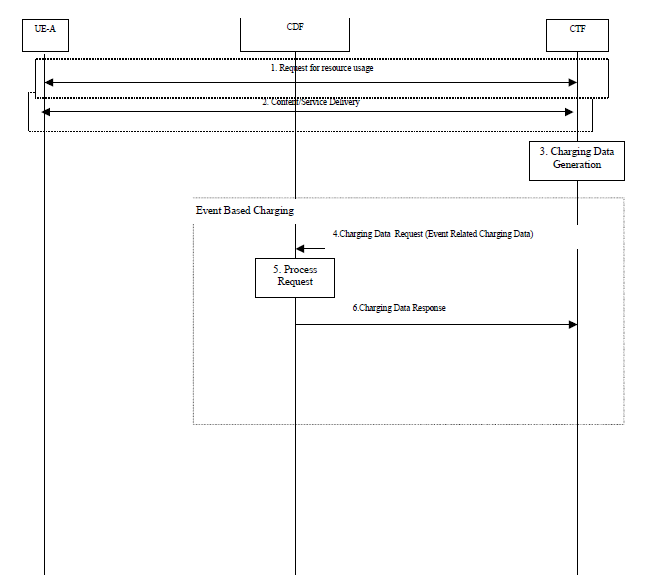 UE-A
CDF
CTF
1. Request for resource usage
2. Content/Service Delivery
3. Charging Data
Generation
Event Based Charging
4.Charging Data Request (Event Related Charging Data)
5. Process
Request
6.Charging Data Response